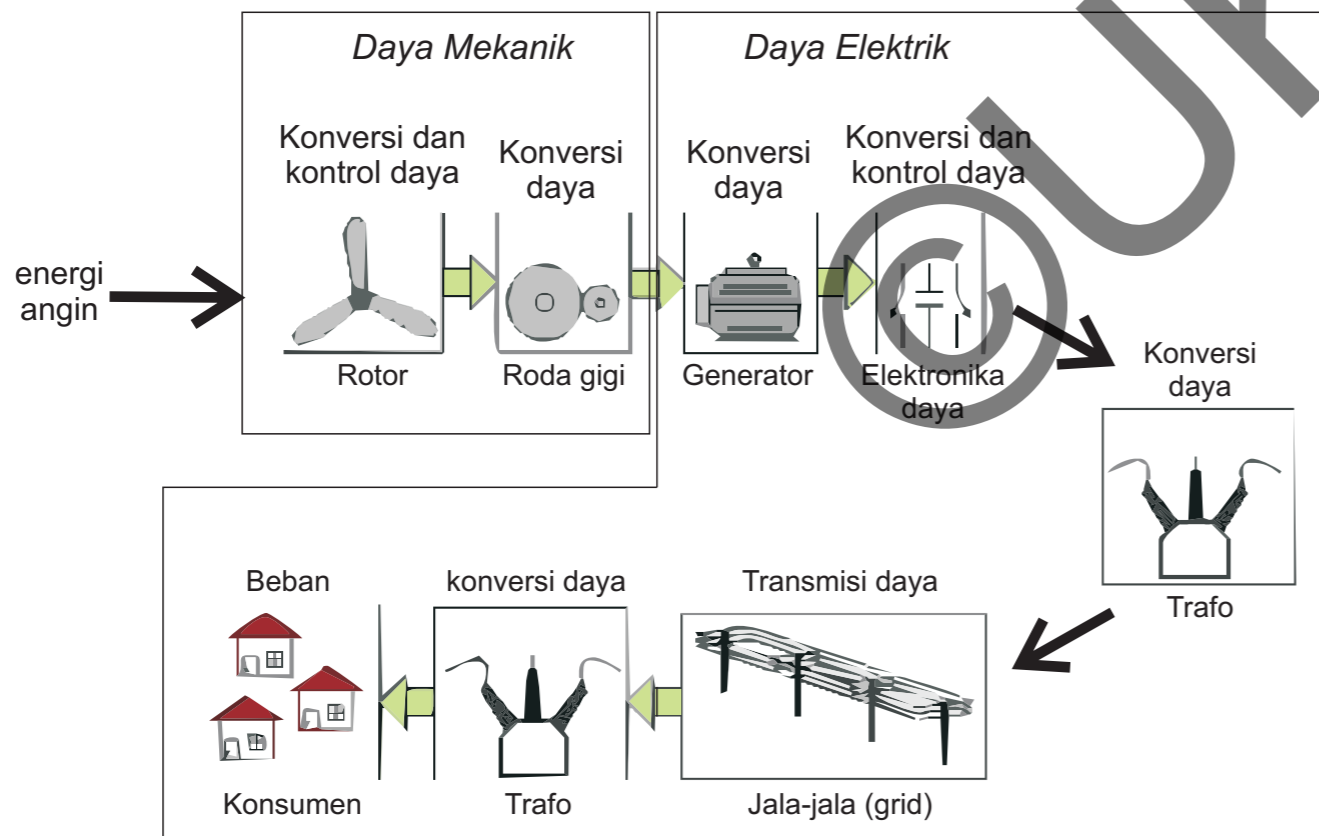 Daya Mekanik
Daya Elektrik
Konversi dan
kontrol daya
Konversi
daya
Konversi
daya
Konversi dan
kontrol daya
energi
angin
Rotor
Roda gigi
Generator
Elektronika
daya
Konversi
daya
Trafo
Beban
konversi daya
Transmisi daya
Konsumen
Trafo
Jala-jala (grid)